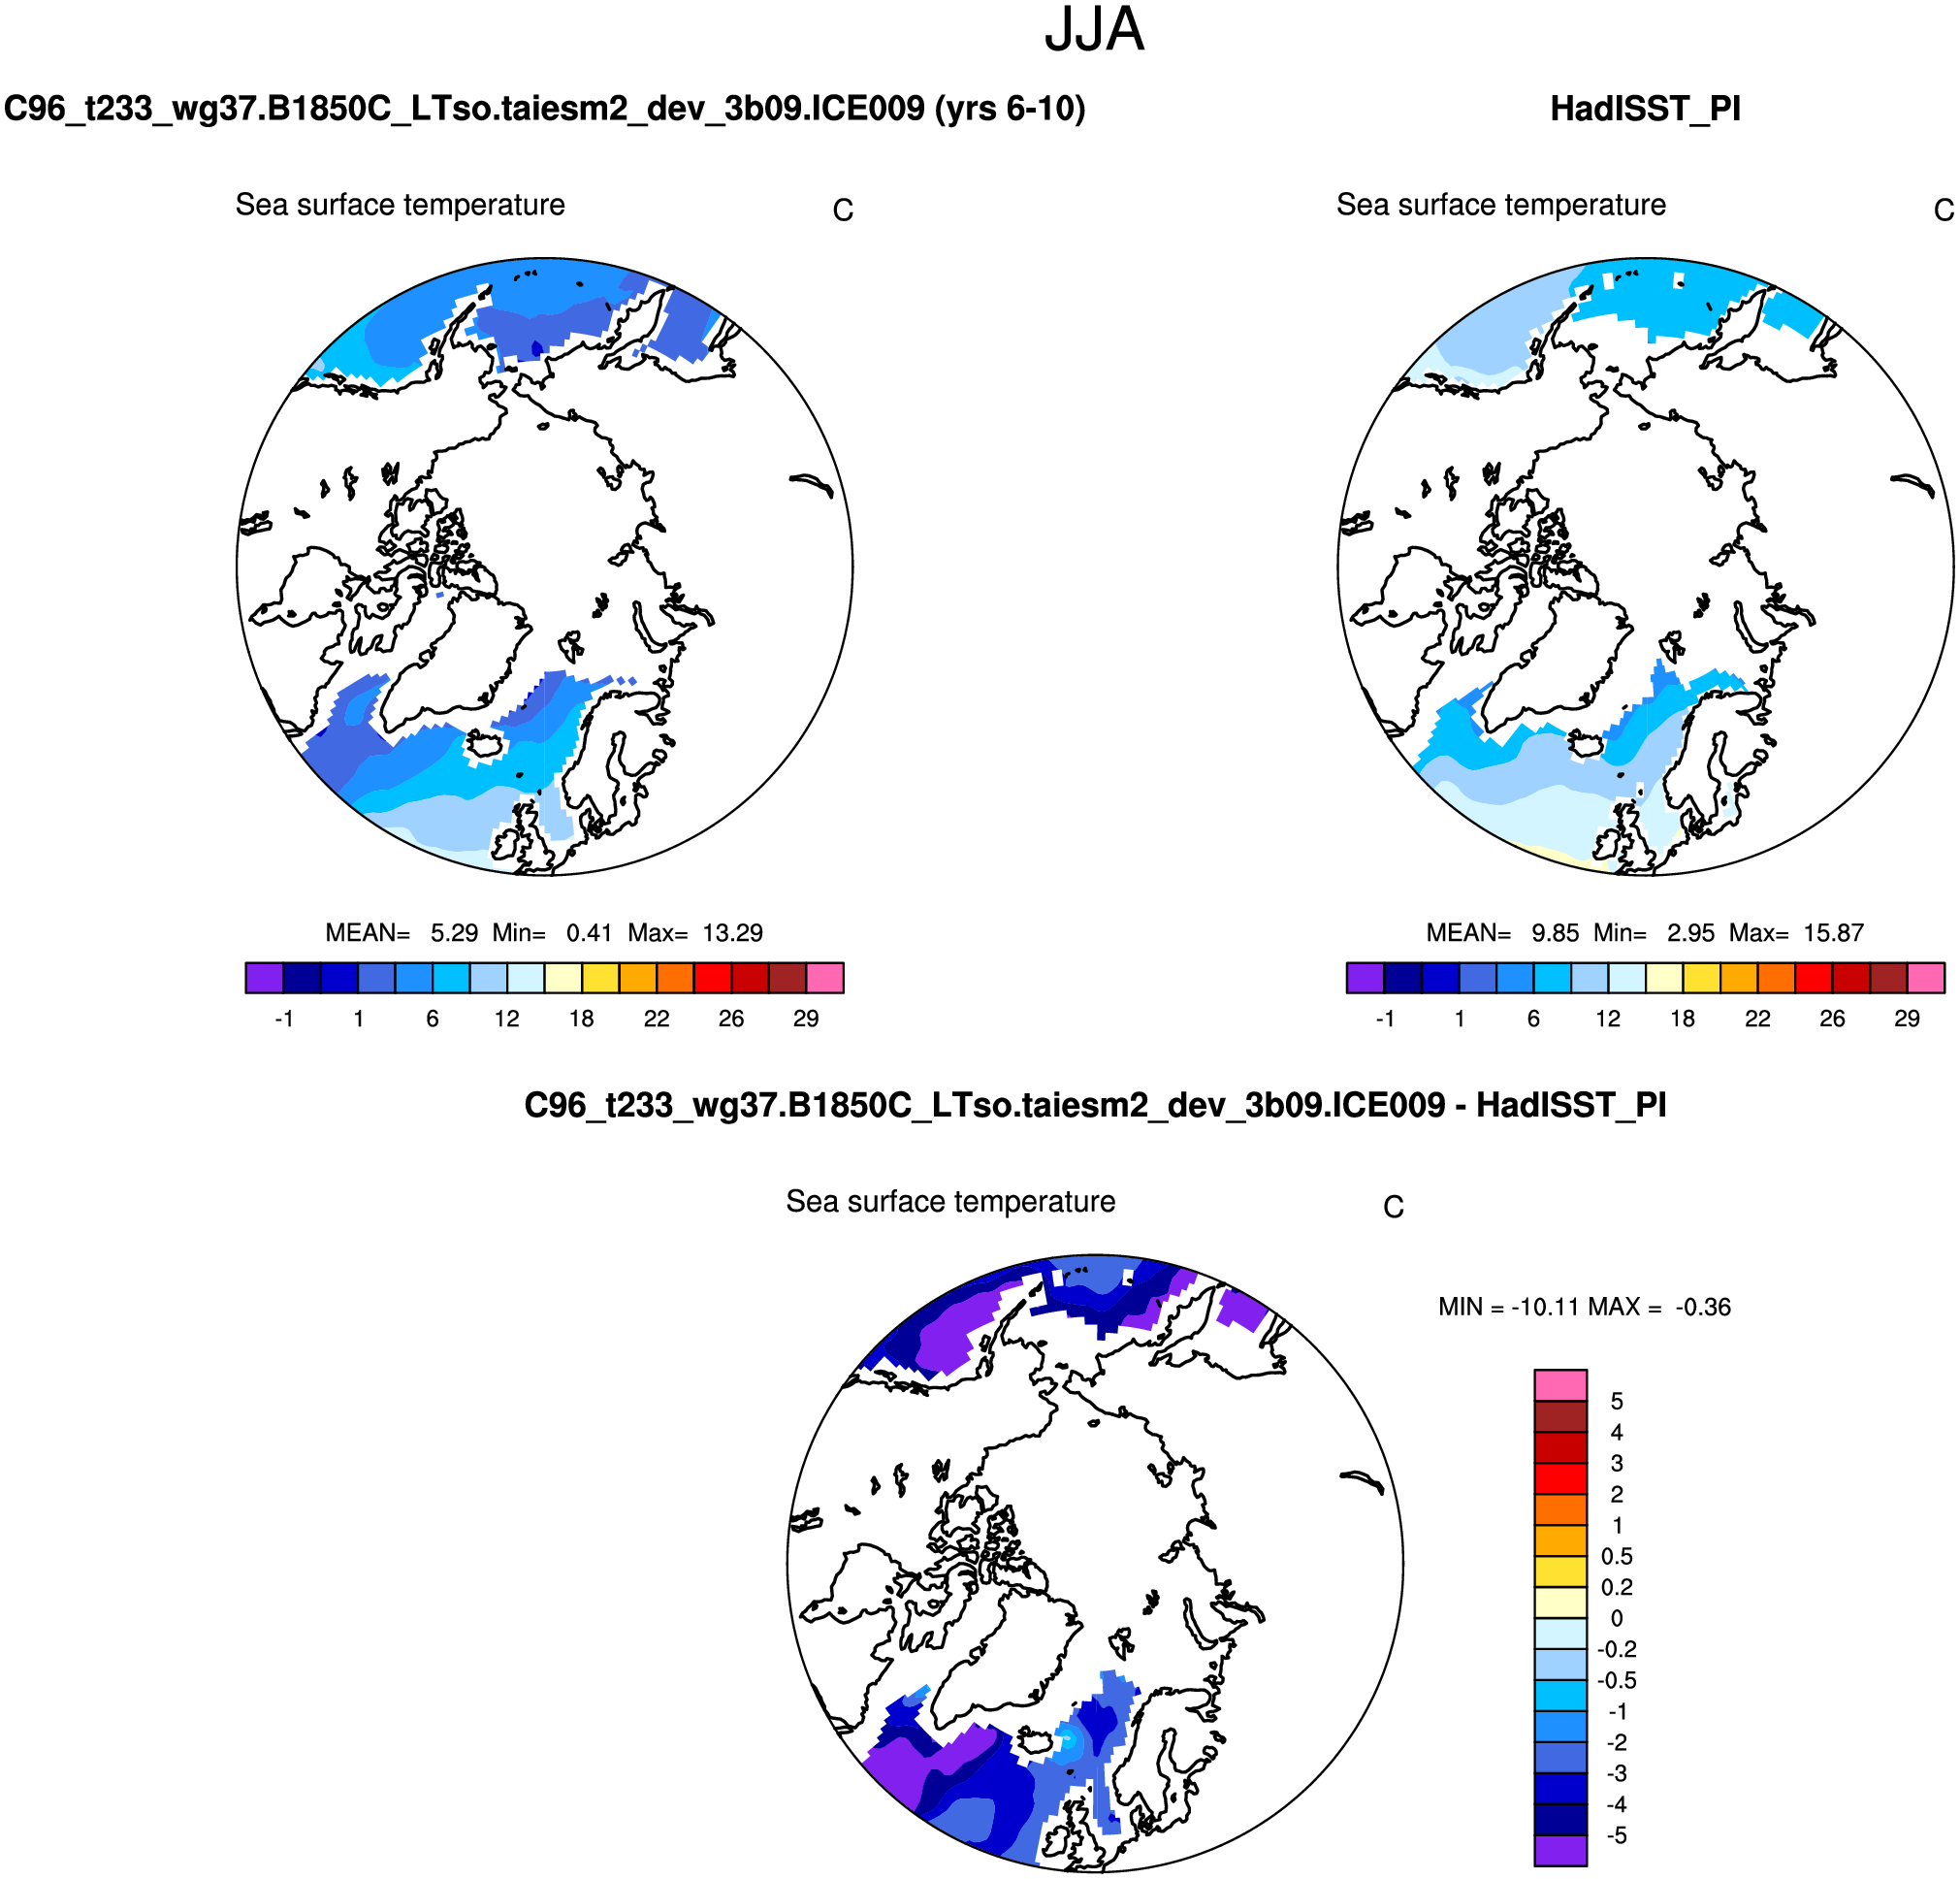 JJA
C96_t233_wg37.B1850C_LTso.taiesm2_dev_3b09.ICE009 (yrs 6-10)
HadISST_PI
Sea surface temperature C
Sea surface temperature C
MEAN= 5.29 Min= 0.41 Max= 13.29
-1 1 6 12 18 22 26 29
MEAN= 9.85 Min= 2.95 Max= 15.87
-1 1 6 12 18 22 26 29
C96_t233_wg37.B1850C_LTso.taiesm2_dev_3b09.ICE009 - HadISST_PI
Sea surface temperature C
MIN = -10.11 MAX = -0.36
5
4
3
2
1
0.5
0.2
0
-0.2
-0.5
-1
-2
-3
-4
-5